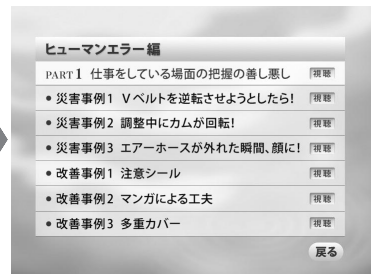 ヒューマンエラー編
PART 1 仕事をしている場面の把握の善し悪し 視聴
• 災害事例1 Vベルトを逆転させようとしたら! 視聴
• 災害事例2 調整中にカムが回転! 視聴
• 災害事例3 エアーホースが外れた瞬間、顔に! 視聴
• 改善事例1 注意シール 視聴
• 改善事例2 マンガによる工夫 視聴
• 改善事例3 多重カバー 視聴
戻る